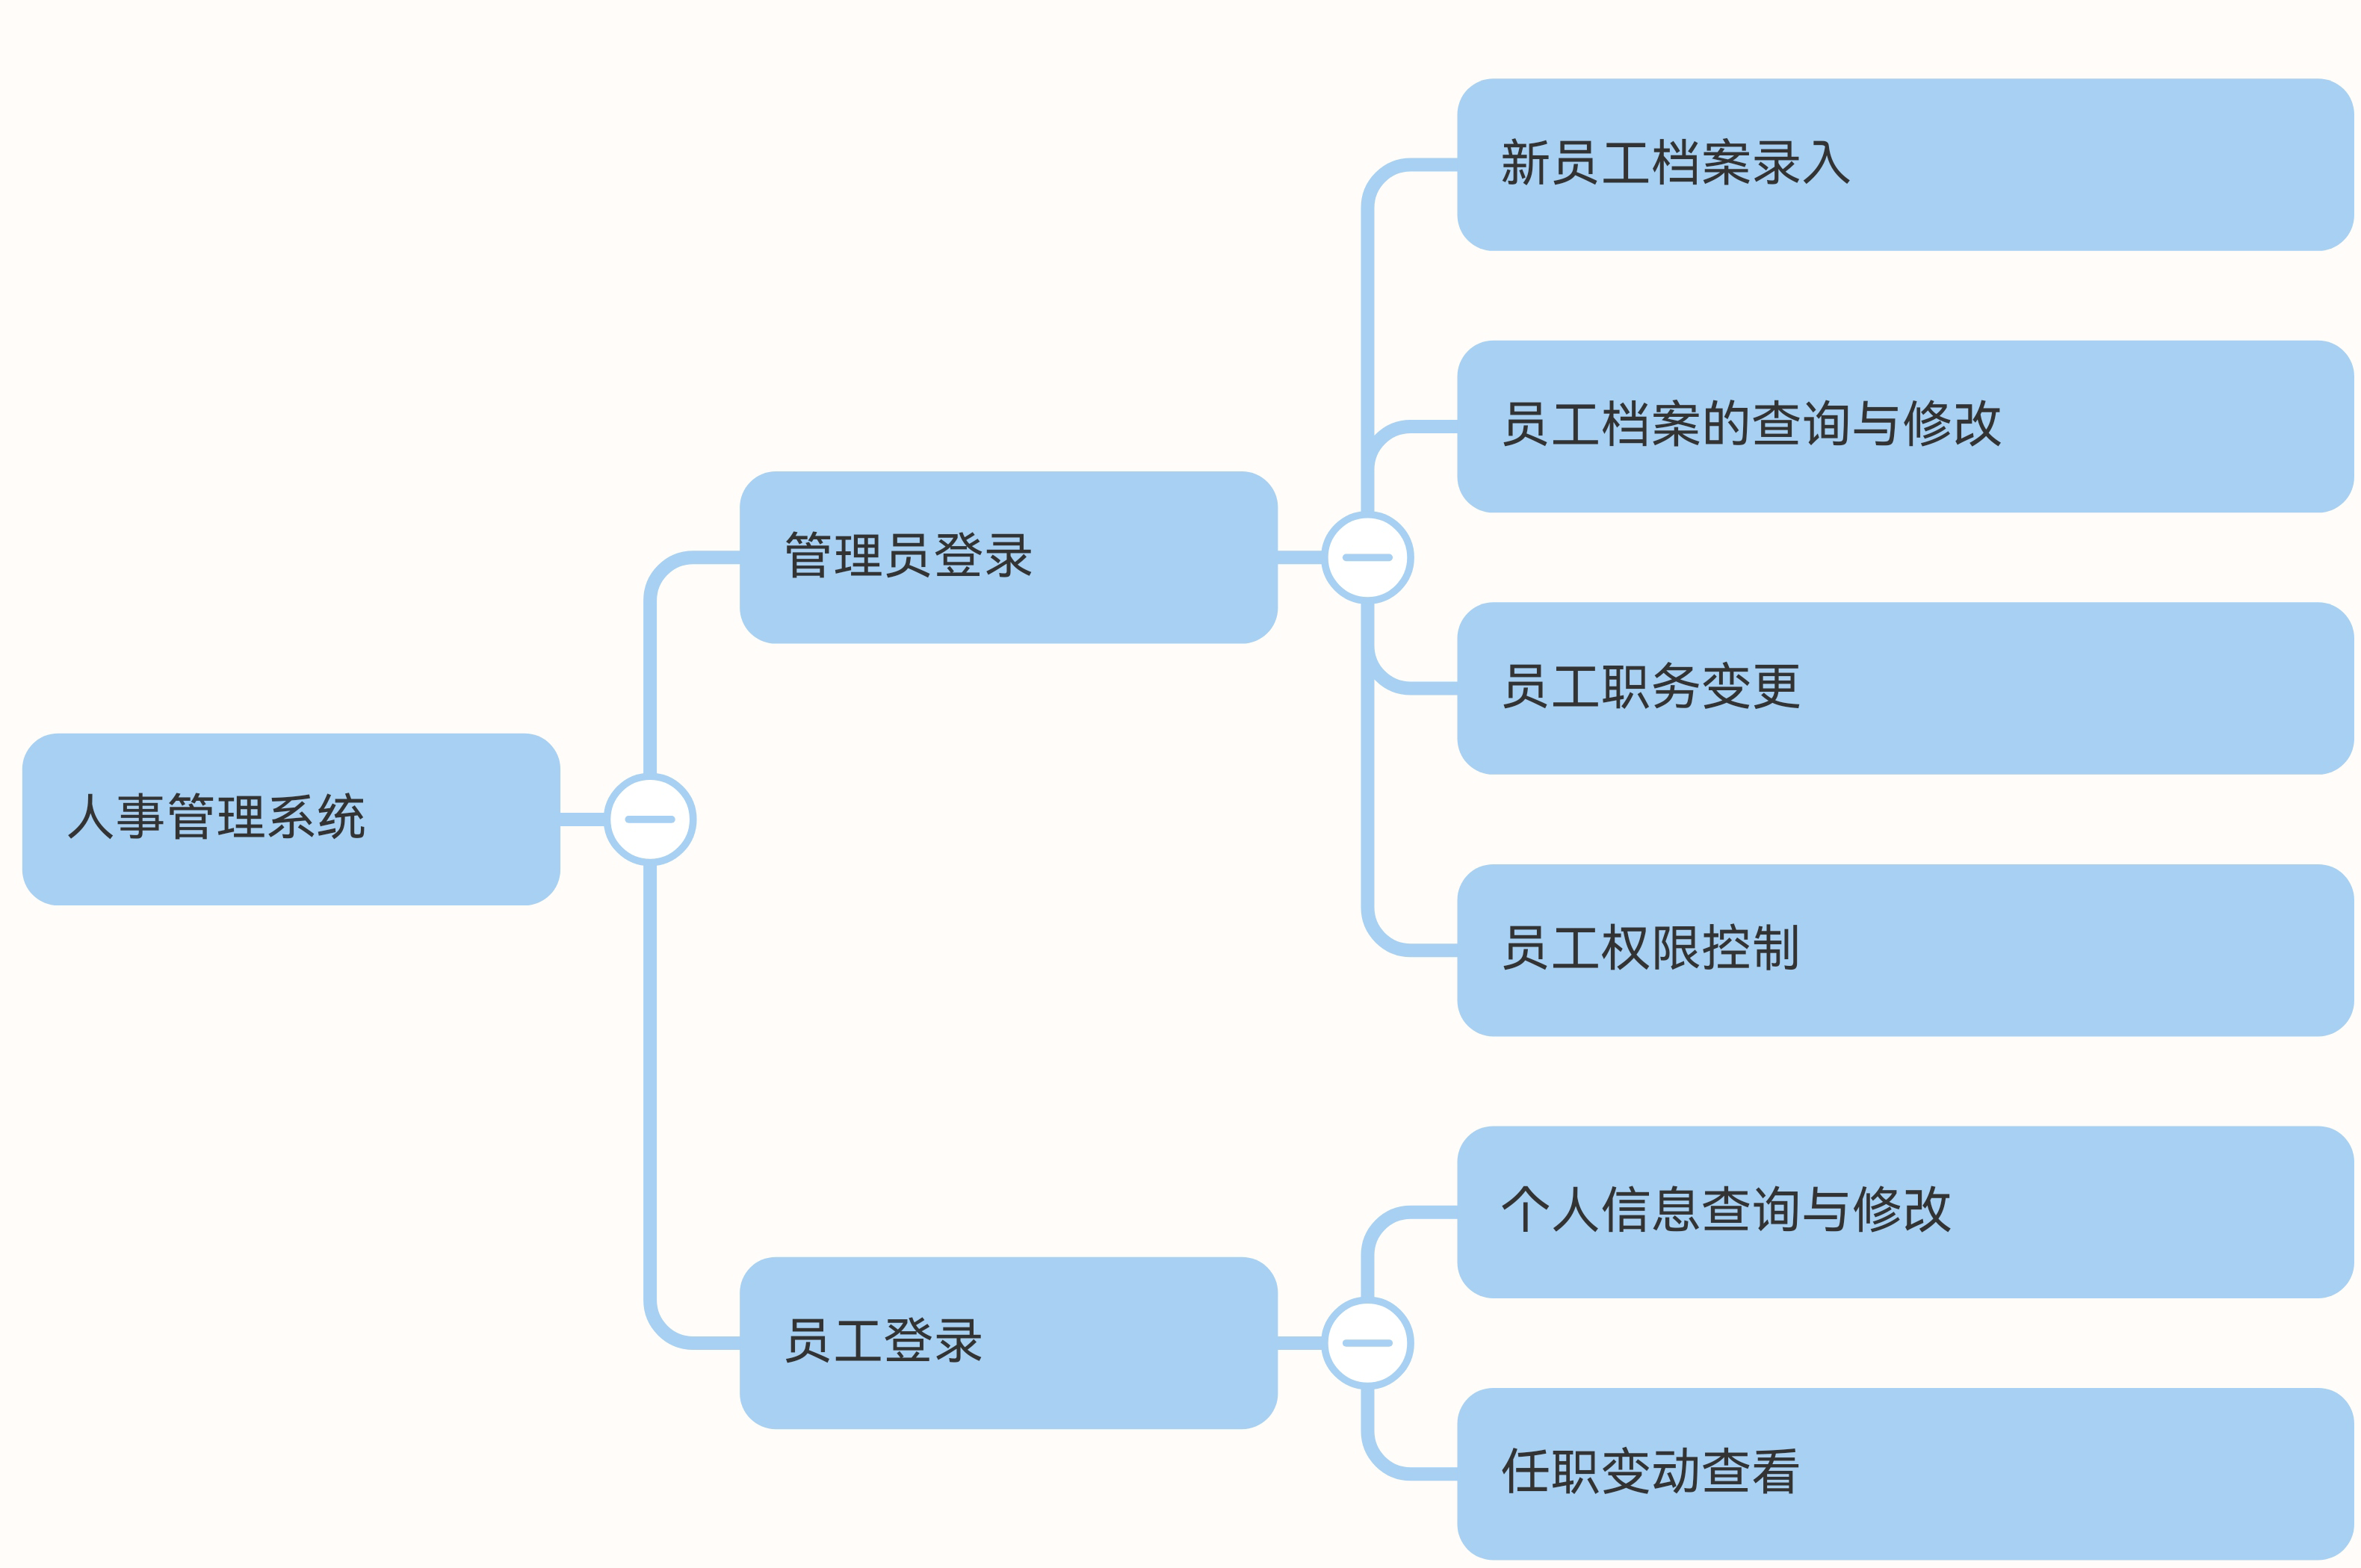 人事管理系统
管理员登录
新员工档案录入
员工档案的查询与修改
员工职务变更
员工权限控制
员工登录
个人信息查询与修改
任职变动查看